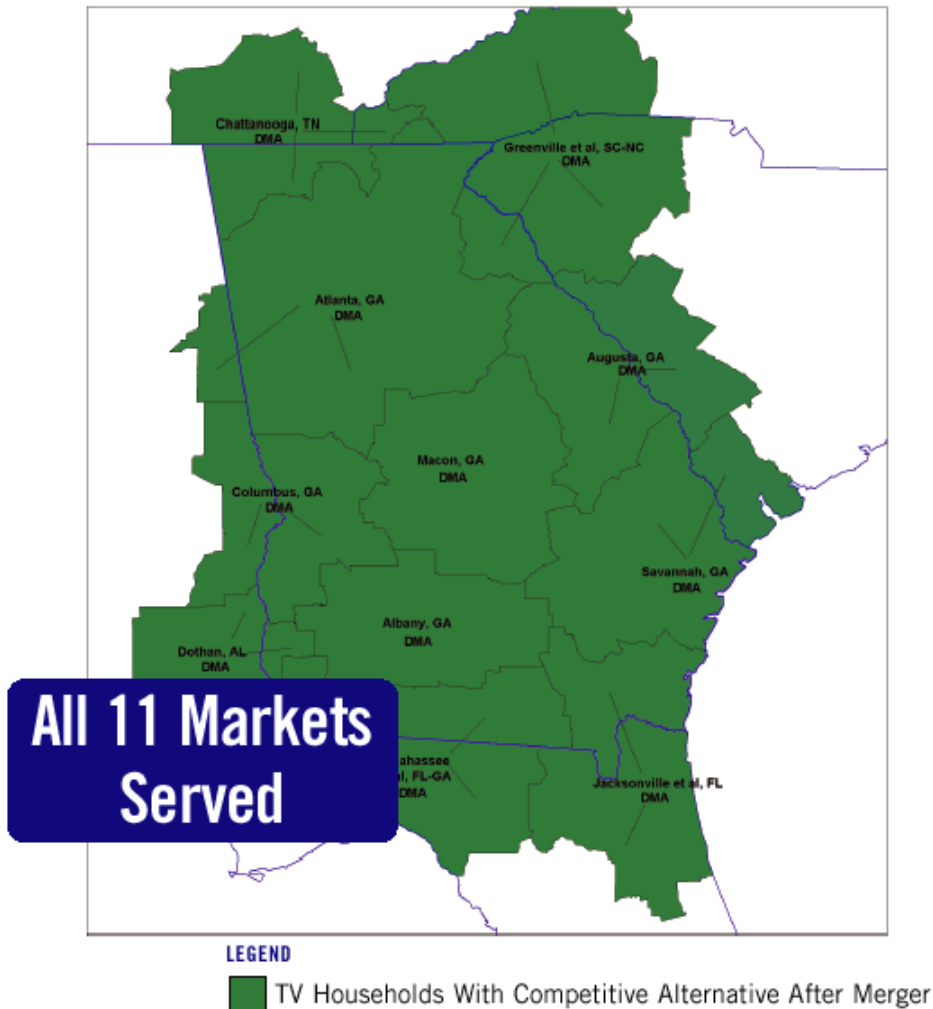 Chattanooga, TN
DMA
Greenville et al, SC-NC
DMA
Atlanta, GA
DMA
Augusta, GA
DMA
Macon, GA
DMA
Columbus, GA
DMA
Savannah, GA
DMA
Albany, GA
DMA
Dothan, AL
DMA
All 11 Markets
Served
ahassee
al, FL-GA
DMA
Jacksonville et al, FL
DMA
LEGEND
TV Households With Competitive Alternative After Merger